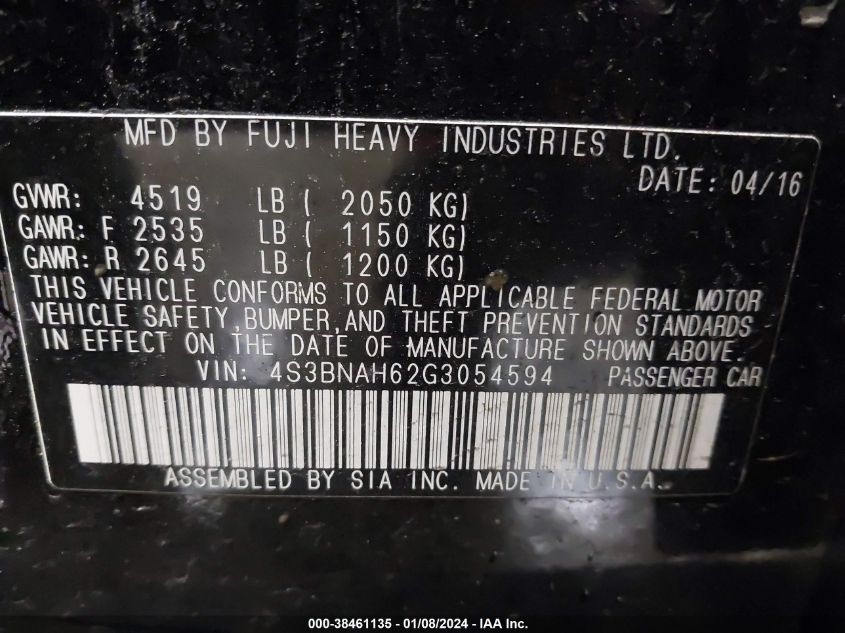 MFD BY FUJI HEAVY INDUSTRIES LTD.
DATE: 04/16
GVWR: 4519 LB ( 2050 KG)
GAWR: F 2535 LB ( 1150 KG)
GAWR: R 2645 LB ( 1200 KG)
THIS VEHICLE CONFORMS TO ALL APPLICABLE FEDERAL MOTOR
VEHICLE SAFETY, BUMPER, AND THEFT PREVENTION STANDARDS
IN EFFECT ON THE DATE OF MANUFACTURE SHOWN ABOVE.
VIN: 4S3BNAH62G3054594 PASSENGER CAR
ASSEMBLED BY SIA INC. MADE IN U.S.A.
000-38461135 - 01/08/2024 - IAA Inc.